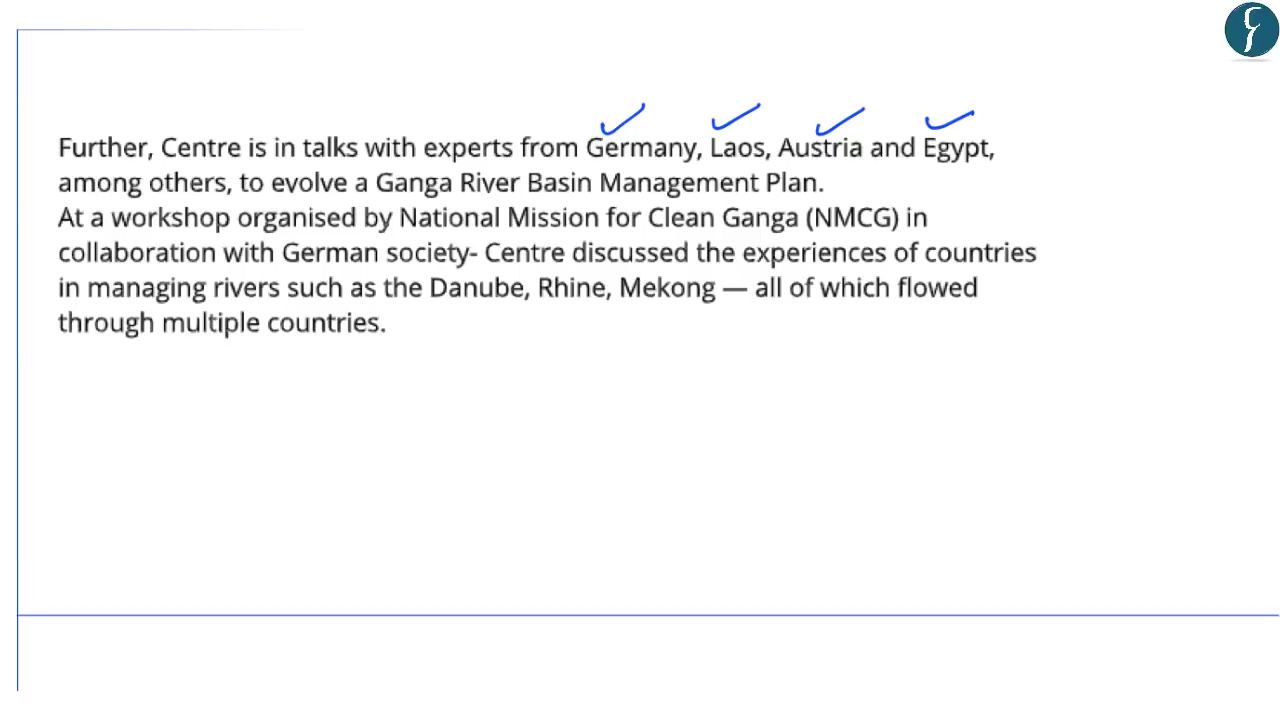 Further, Centre is in talks with experts from Germany, Laos, Austria and Egypt,
among others, to evolve a Ganga River Basin Management Plan.
At a workshop organised by National Mission for Clean Ganga (NMCG) in
collaboration with German society- Centre discussed the experiences of countries
in managing rivers such as the Danube, Rhine, Mekong — all of which flowed
through multiple countries.